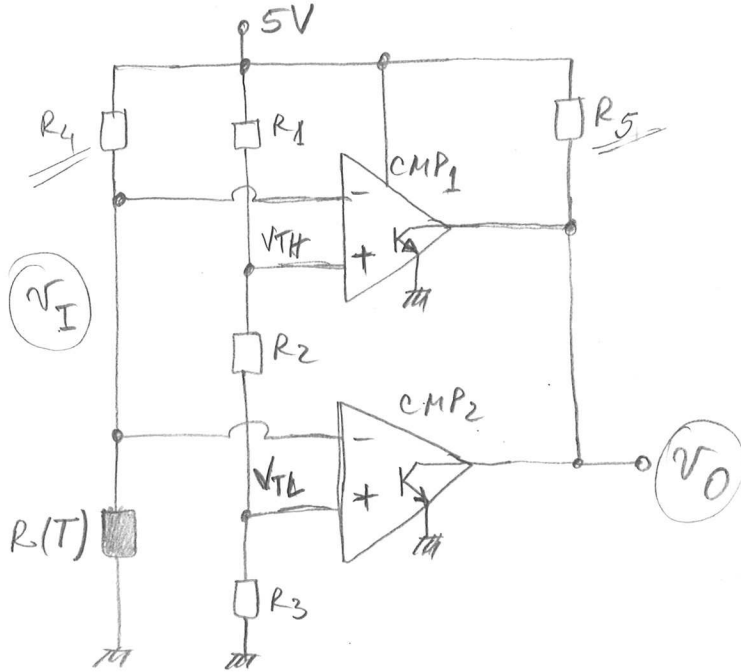 5V
R4
R1
R5
CMP1
-
VTH
+
VI
R2
CMP2
-
VTL
+
VO
R(T)
R3